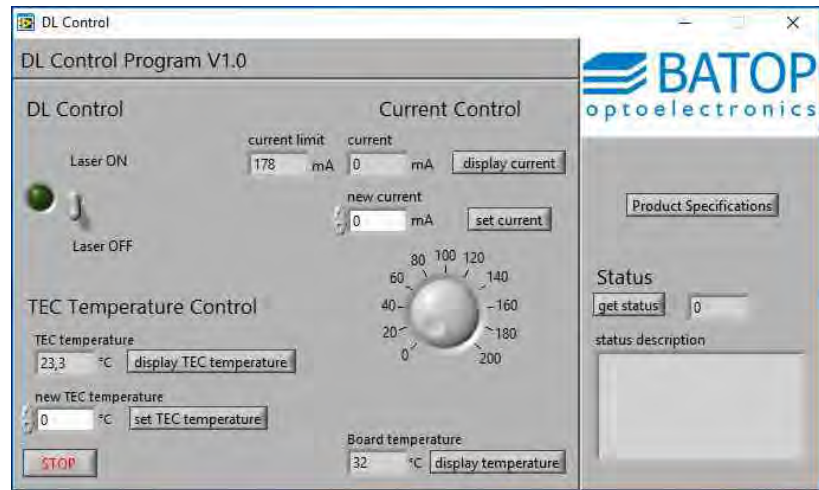 DL Control
DL Control Program V1.0
BATOP
optoelectronics
DL Control
Laser ON
Laser OFF
Current Control
current limit
178 mA
current
0 mA
display current
new current
0 mA
set current
0
20
40
60
80
100
120
140
160
180
200
TEC Temperature Control
TEC temperature
23,3 °C
display TEC temperature
new TEC temperature
0 °C
set TEC temperature
STOP
Board temperature
32 °C
display temperature
Product Specifications
Status
get status
0
status description